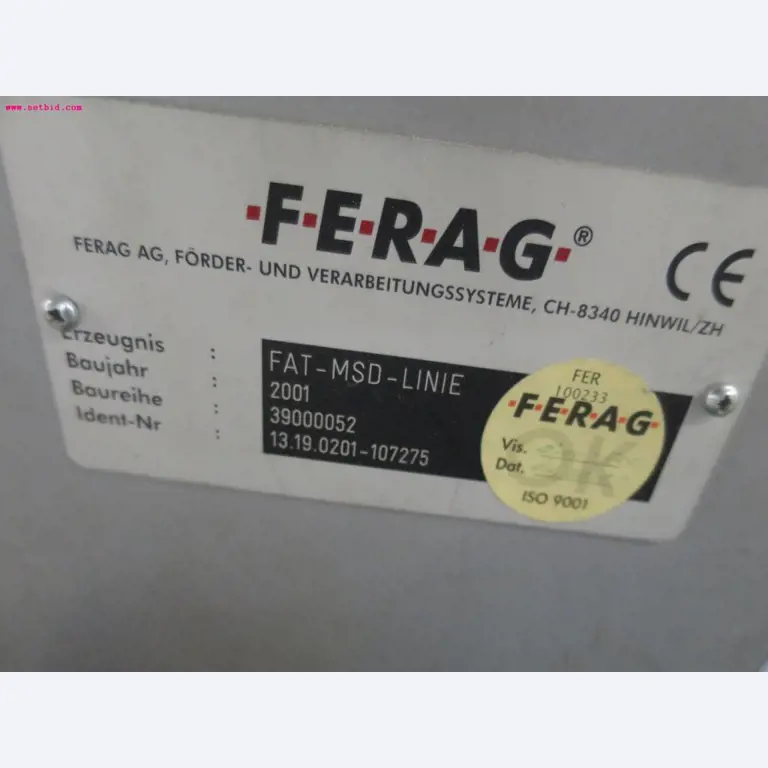 www.netbid.com
·F·E·R·A·G·®
CE
FERAG AG, FÖRDER- UND VERARBEITUNGSSYSTEME, CH-8340 HINWIL/ZH
Erzeugnis : FAT-MSD-LINIE
Baujahr : 2001
Baureihe : 39000052
Ident-Nr : 13.19.0201-107275
FER
100233
·F·E·R·A·G·
OK
Vis.
Dat.
ISO 9001